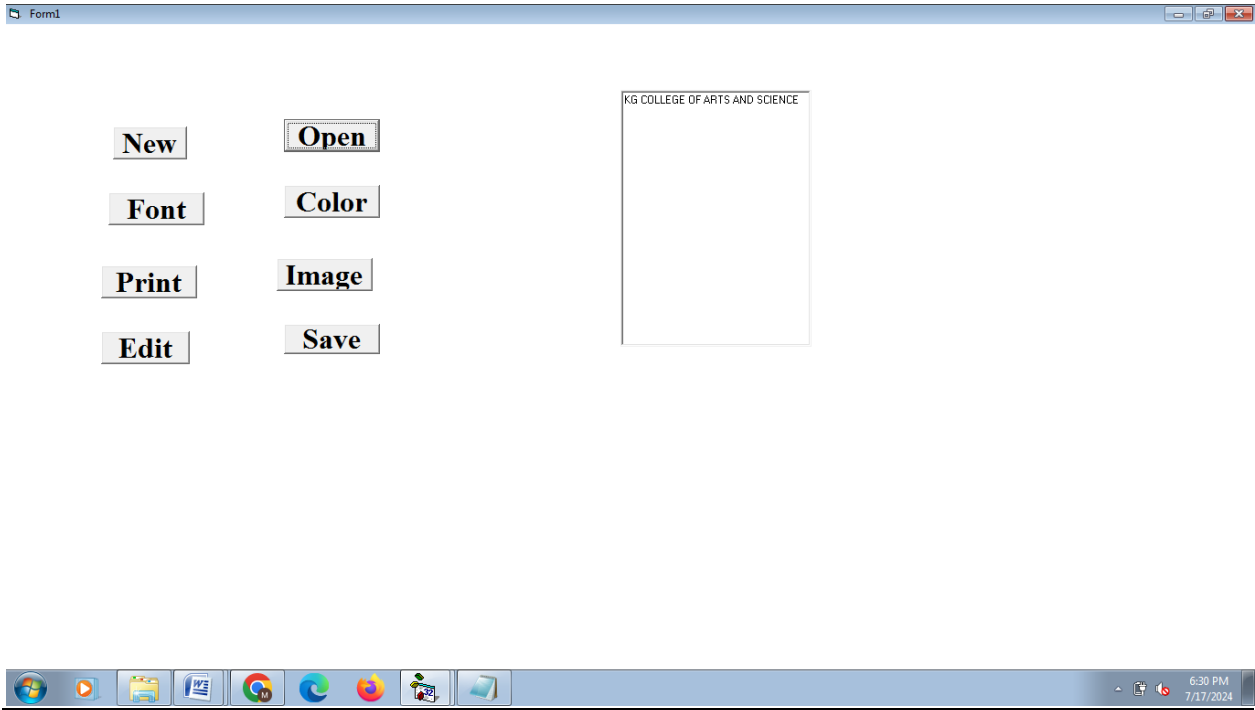 Form1
KG COLLEGE OF ARTS AND SCIENCE
New
Open
Font
Color
Print
Image
Edit
Save
6:30 PM
7/17/2024